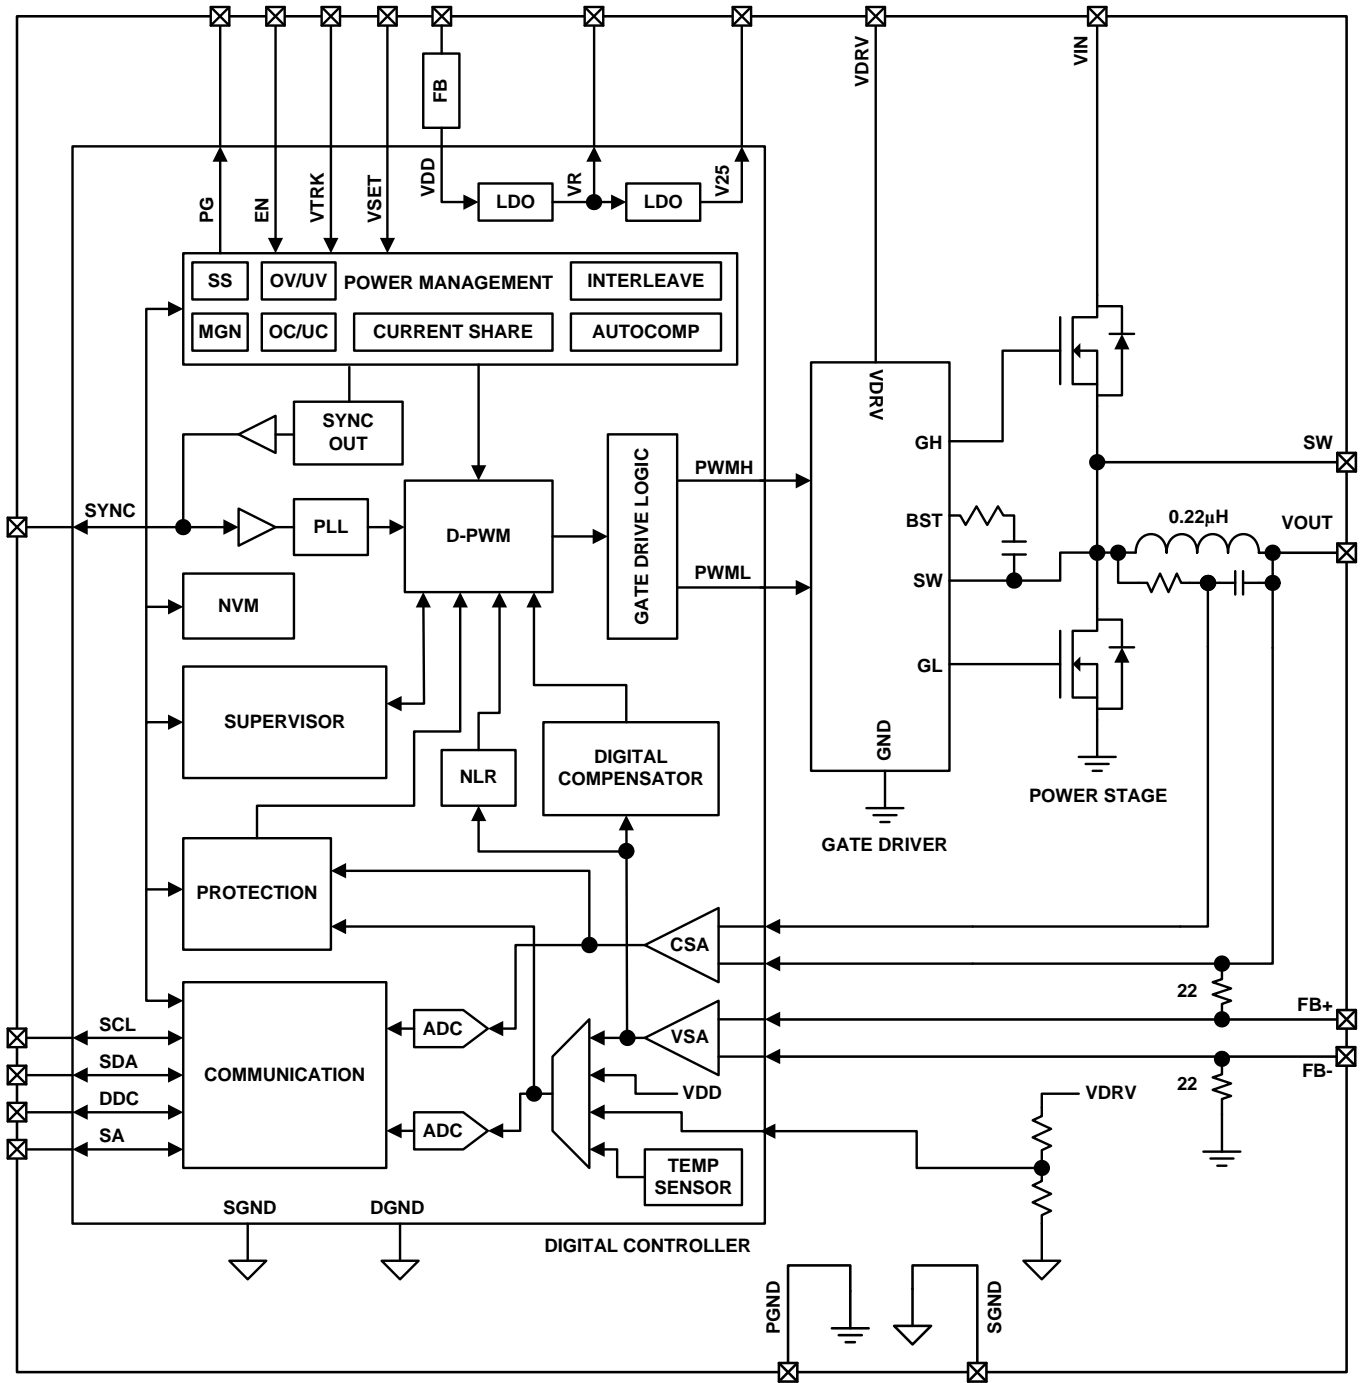 VDRV
VIN
FB
PG
EN
VTRK
VSET
VDD
VR
V25
LDO
LDO
SS
OV/UV
POWER MANAGEMENT
INTERLEAVE
MGN
OC/UC
CURRENT SHARE
AUTOCOMP
VDRV
SYNC
OUT
GH
SW
SYNC
PLL
D-PWM
GATE DRIVE LOGIC
PWMH
PWML
BST
SW
0.22µH
VOUT
NVM
GL
SUPERVISOR
NLR
DIGITAL
COMPENSATOR
GND
POWER STAGE
GATE DRIVER
PROTECTION
CSA
22
FB+
SCL
ADC
VSA
SDA
COMMUNICATION
FB-
DDC
VDD
22
VDRV
SA
ADC
TEMP
SENSOR
SGND
DGND
DIGITAL CONTROLLER
PGND
SGND